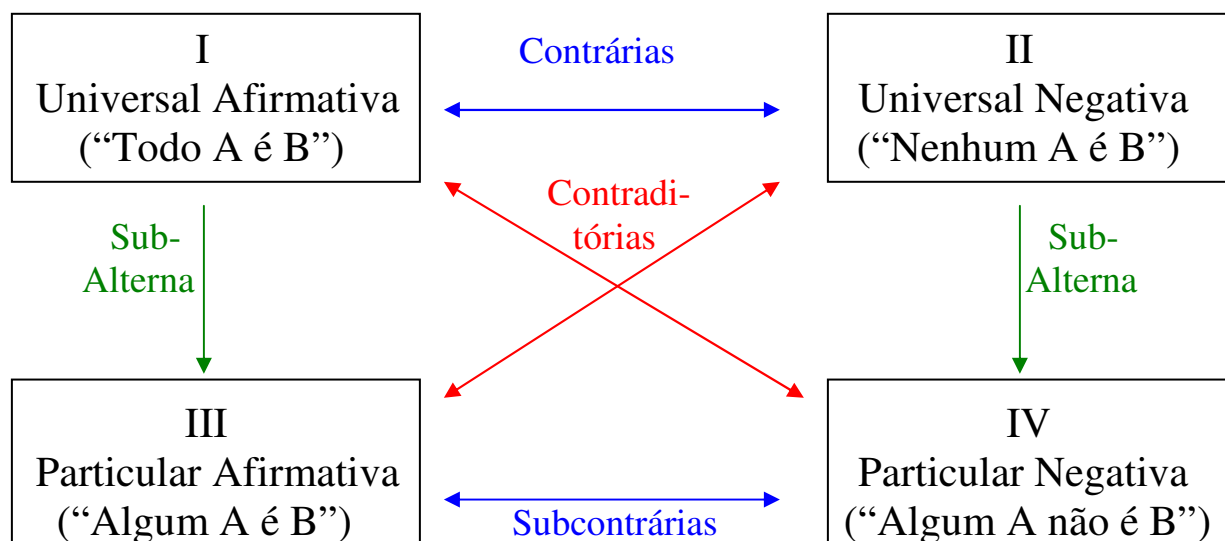 I
Universal Afirmativa
(“Todo A é B”)
Contrárias
II
Universal Negativa
(“Nenhum A é B”)
Sub-
Alterna
Contradi-
tórias
Sub-
Alterna
III
Particular Afirmativa
(“Algum A é B”)
Subcontrárias
IV
Particular Negativa
(“Algum A não é B”)